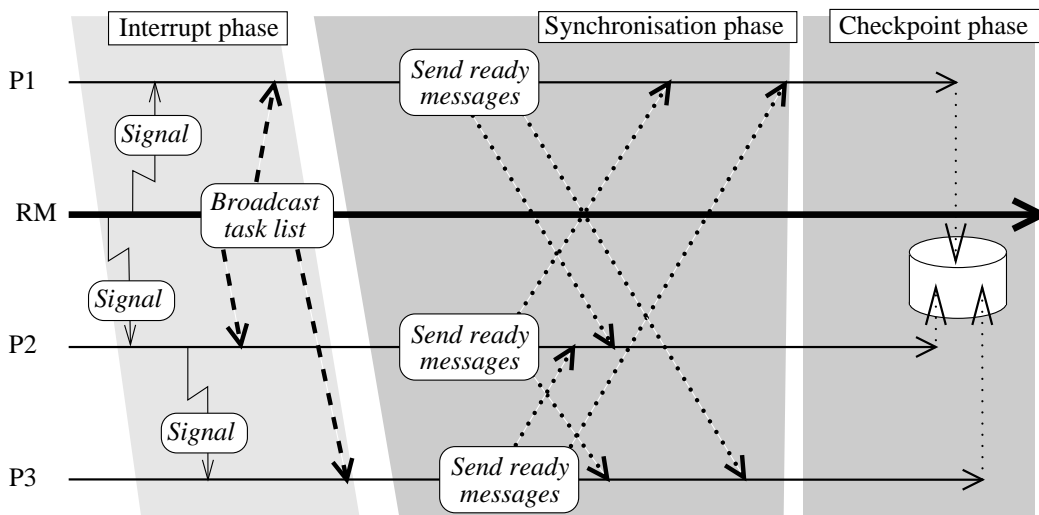 Interrupt phase
Synchronisation phase
Checkpoint phase
P1
Send ready
messages
Signal
RM
Broadcast
task list
Signal
P2
Send ready
messages
Signal
P3
Send ready
messages